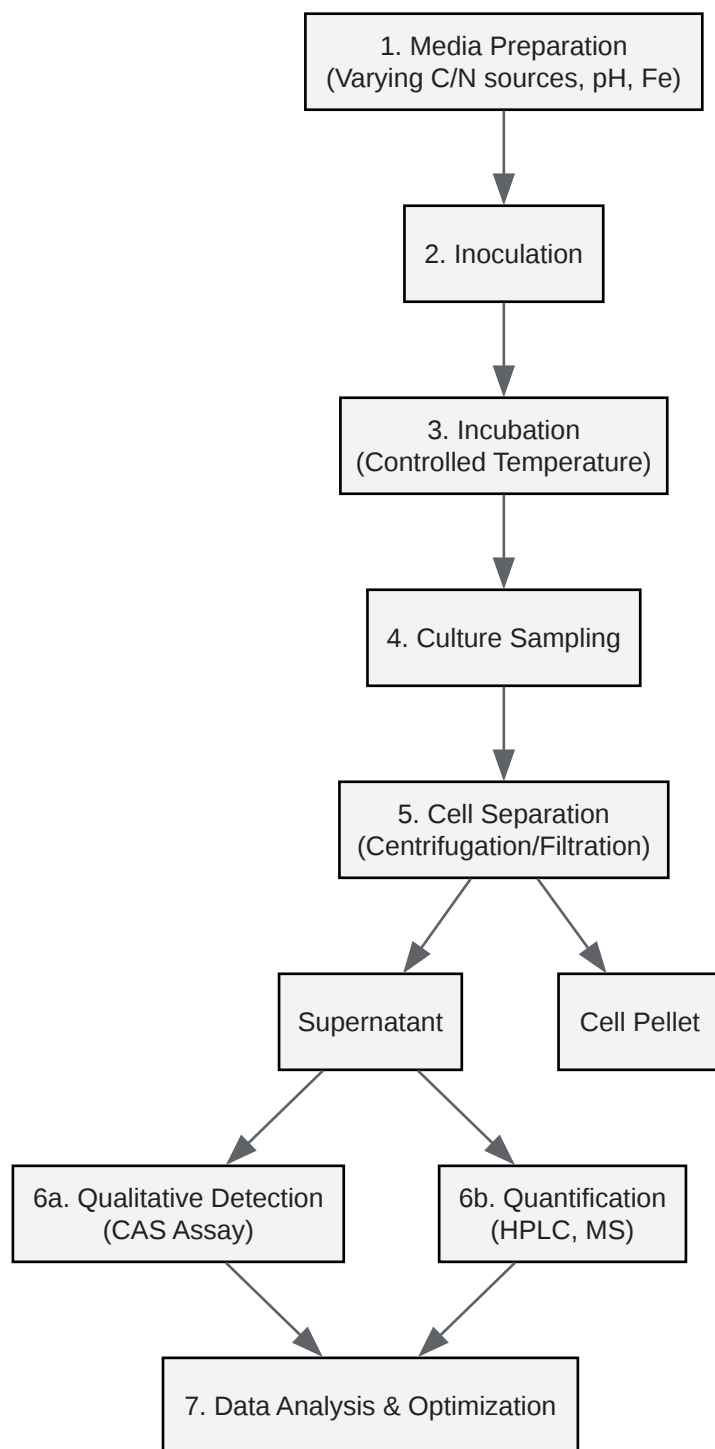 1. Media Preparation
(Varying C/N sources, pH, Fe)
2. Inoculation
3. Incubation
(Controlled Temperature)
4. Culture Sampling
5. Cell Separation
(Centrifugation/Filtration)
Supernatant
Cell Pellet
6a. Qualitative Detection
(CAS Assay)
6b. Quantification
(HPLC, MS)
7. Data Analysis & Optimization